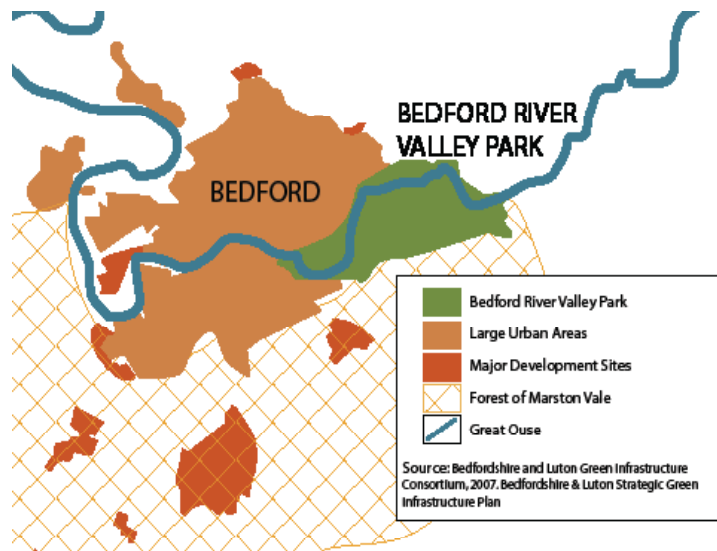 BEDFORD RIVER
VALLEY PARK
BEDFORD
Bedford River Valley Park
Large Urban Areas
Major Development Sites
Forest of Marston Vale
Great Ouse
Source: Bedfordshire and Luton Green Infrastructure
Consortium, 2007. Bedfordshire & Luton Strategic Green
Infrastructure Plan